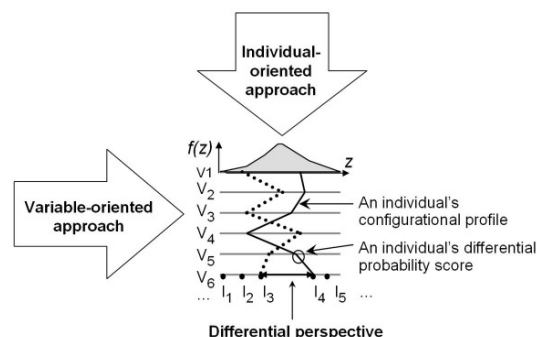 Individual-
oriented
approach
f(z)
z
V1
V2
V3
V4
V5
V6
Variable-oriented
approach
An individual's
configurational profile
An individual's differential
probability score
... I1 I2 I3 I4 I5 ...
Differential perspective